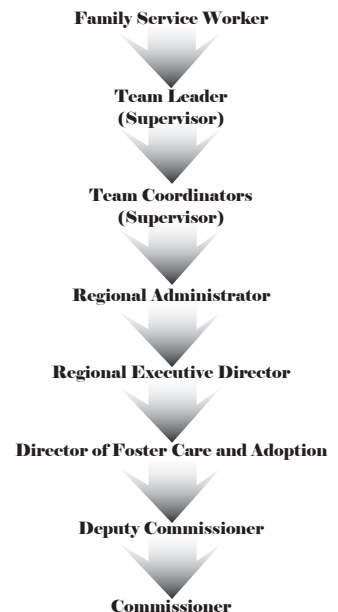 Family Service Worker
Team Leader
(Supervisor)
Team Coordinators
(Supervisor)
Regional Administrator
Regional Executive Director
Director of Foster Care and Adoption
Deputy Commissioner
Commissioner